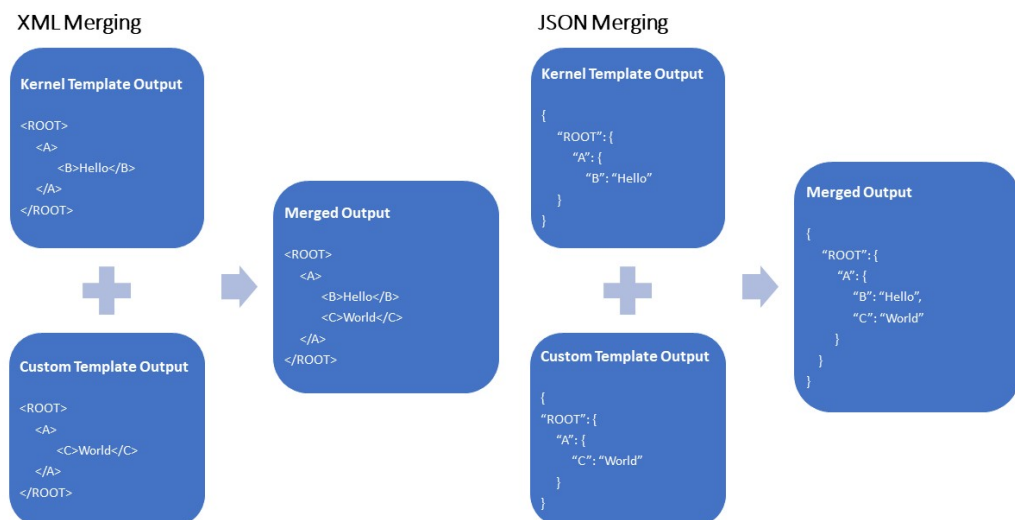 XML Merging
Kernel Template Output
<ROOT>
<A>
<B>Hello</B>
</A>
</ROOT>
Custom Template Output
<ROOT>
<A>
<C>World</C>
</A>
</ROOT>
Merged Output
<ROOT>
<A>
<B>Hello</B>
<C>World</C>
</A>
</ROOT>
JSON Merging
Kernel Template Output
{
“ROOT”: {
“A”: {
“B”: “Hello”
}
}
Custom Template Output
{
“ROOT”: {
“A”: {
“C”: “World”
}
}
Merged Output
{
“ROOT”: {
“A”: {
“B”: “Hello”,
“C”: “World”
}
}
}